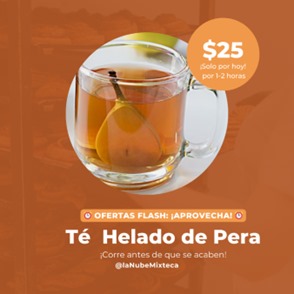 $25
¡Solo por hoy!
por 1-2 horas
⏰ OFERTAS FLASH: ¡APROVECHA! ⏰
Té Helado de Pera
¡Corre antes de que se acaben!
@laNubeMixteca